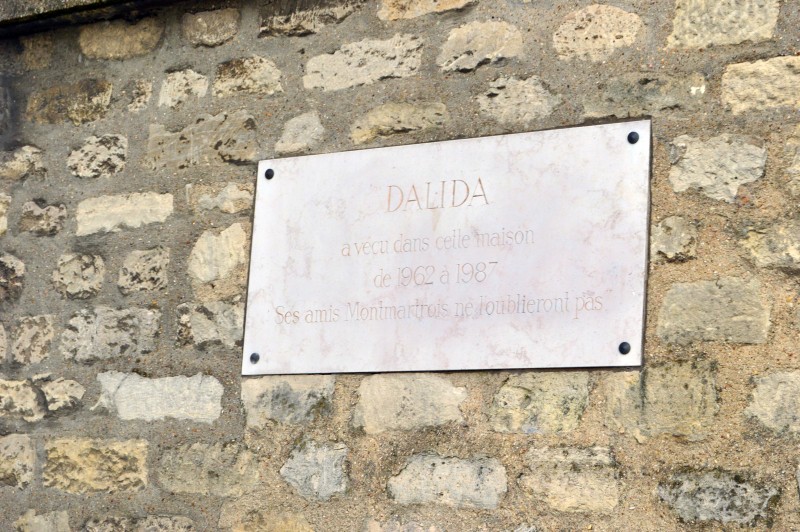 DALIDA
a vécu dans cette maison
de 1962 à 1987
"Ses amis Montmartrois ne l'oublieront pas"